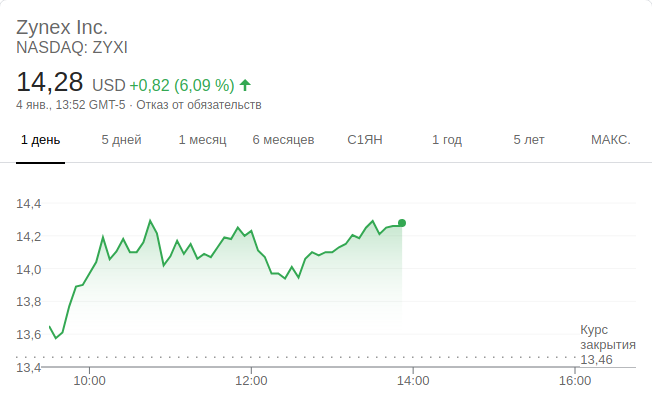 Zynex Inc.
NASDAQ: ZYXI
14,28 USD +0,82 (6,09 %)
4 янв., 13:52 GMT-5 · Отказ от обязательств
1 день 5 дней 1 месяц 6 месяцев С1ЯН 1 год 5 лет МАКС.
14,4
14,2
14,0
13,8
13,6
13,4
Курс
закрытия
13,46
10:00 12:00 14:00 16:00